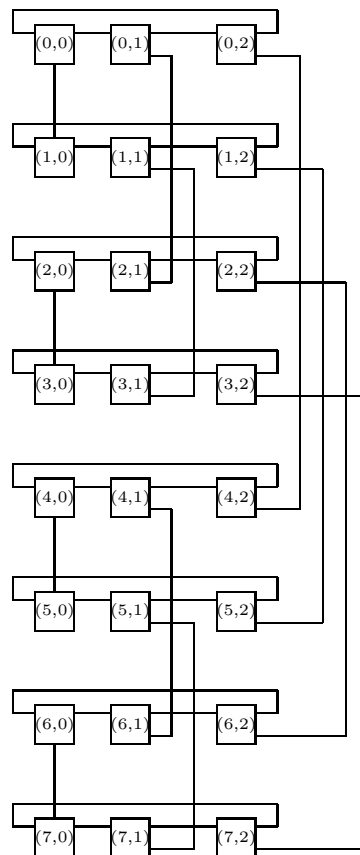 (0,0) (0,1) (0,2)
(1,0) (1,1) (1,2)
(2,0) (2,1) (2,2)
(3,0) (3,1) (3,2)
(4,0) (4,1) (4,2)
(5,0) (5,1) (5,2)
(6,0) (6,1) (6,2)
(7,0) (7,1) (7,2)